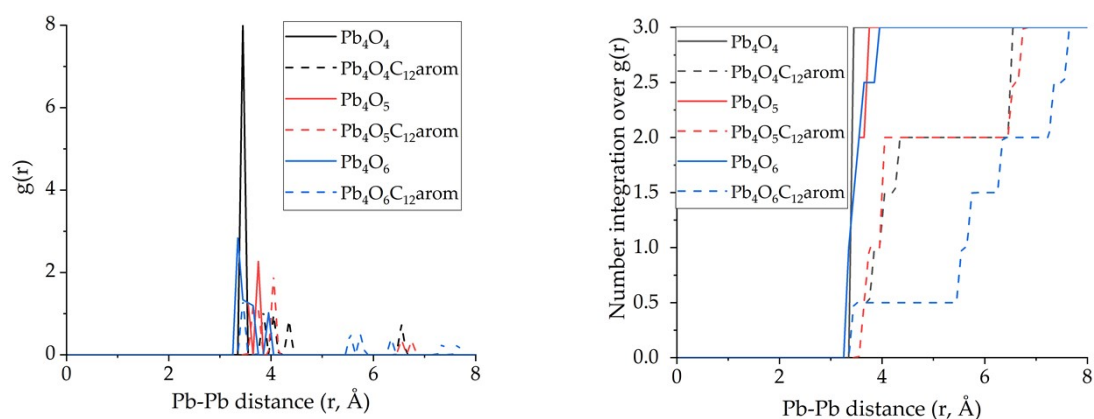 8
6
4
2
0
g(r)
Pb₄O₄
Pb₄O₄C₁₂arom
Pb₄O₅
Pb₄O₅C₁₂arom
Pb₄O₆
Pb₄O₆C₁₂arom
0 2 4 6 8
Pb-Pb distance (r, Å)
3.0
2.5
2.0
1.5
1.0
0.5
0.0
Number integration over g(r)
Pb₄O₄
Pb₄O₄C₁₂arom
Pb₄O₅
Pb₄O₅C₁₂arom
Pb₄O₆
Pb₄O₆C₁₂arom
0 2 4 6 8
Pb-Pb distance (r, Å)